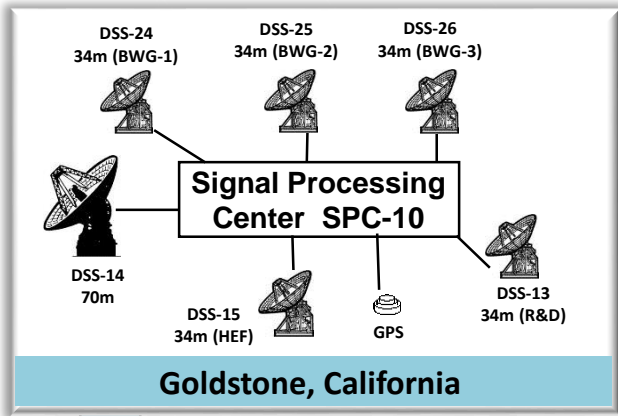 DSS-24
34m (BWG-1)
DSS-25
34m (BWG-2)
DSS-26
34m (BWG-3)
Signal Processing
Center SPC-10
DSS-14
70m
DSS-15
34m (HEF)
GPS
DSS-13
34m (R&D)
Goldstone, California